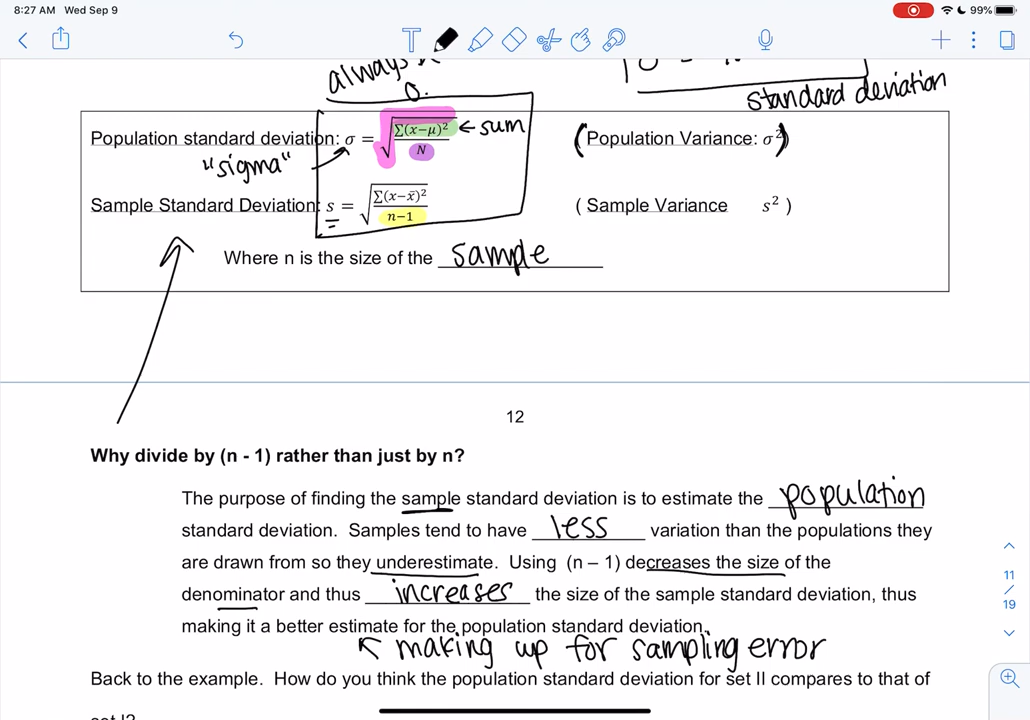 8:27 AM Wed Sep 9
99%
T
always
0.
standard deviation
Population standard deviation: σ = √(Σ(x−μ)² / N) ← sum
(Population Variance: σ²)
"sigma"
Sample Standard Deviation: s = √(Σ(x−x̄)² / n−1)
( Sample Variance s² )
Where n is the size of the sample
12
Why divide by (n - 1) rather than just by n?
The purpose of finding the sample standard deviation is to estimate the population
standard deviation. Samples tend to have less variation than the populations they
are drawn from so they underestimate. Using (n – 1) decreases the size of the
denominator and thus increases the size of the sample standard deviation, thus
making it a better estimate for the population standard deviation.
making up for sampling error
Back to the example. How do you think the population standard deviation for set II compares to that of
set I?
11
/
19